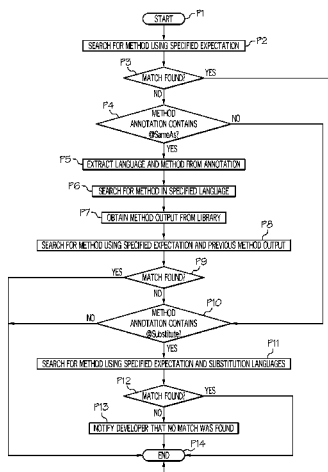 START
P1
SEARCH FOR METHOD USING SPECIFIED EXPECTATION
P2
P3
MATCH FOUND?
YES
NO
P4
METHOD
ANNOTATION CONTAINS
@SameAs?
NO
YES
P5
EXTRACT LANGUAGE AND METHOD FROM ANNOTATION
P6
SEARCH FOR METHOD IN SPECIFIED LANGUAGE
P7
OBTAIN METHOD OUTPUT FROM LIBRARY
P8
SEARCH FOR METHOD USING SPECIFIED EXPECTATION AND PREVIOUS METHOD OUTPUT
YES
MATCH FOUND?
P9
NO
P10
NO
METHOD
ANNOTATION CONTAINS
@Substitute?
YES
P11
SEARCH FOR METHOD USING SPECIFIED EXPECTATION AND SUBSTITUTION LANGUAGES
P12
MATCH FOUND?
YES
NO
P13
NOTIFY DEVELOPER THAT NO MATCH WAS FOUND
END
P14